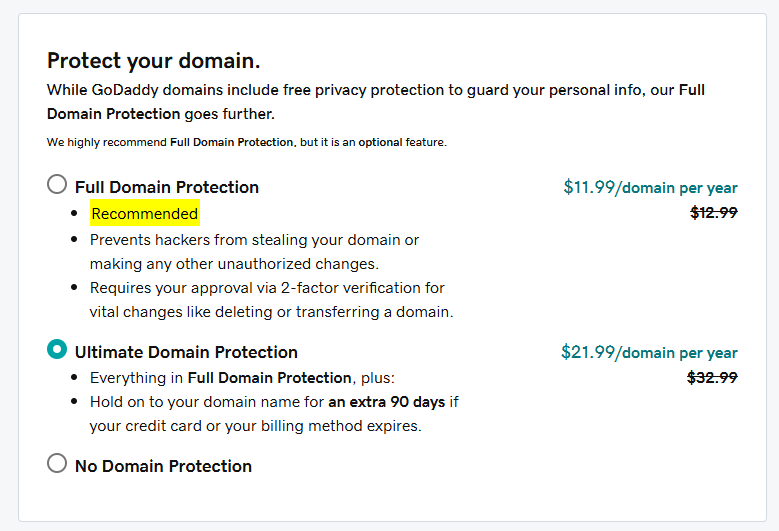 Protect your domain.
While GoDaddy domains include free privacy protection to guard your personal info, our Full
Domain Protection goes further.
We highly recommend Full Domain Protection, but it is an optional feature.
Full Domain Protection
$11.99/domain per year
• Recommended
$12.99
• Prevents hackers from stealing your domain or
making any other unauthorized changes.
• Requires your approval via 2-factor verification for
vital changes like deleting or transferring a domain.
Ultimate Domain Protection
$21.99/domain per year
• Everything in Full Domain Protection, plus:
$32.99
• Hold on to your domain name for an extra 90 days if
your credit card or your billing method expires.
No Domain Protection